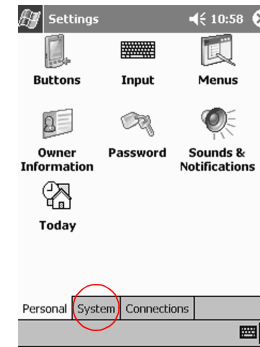 Settings 10:58
Buttons Input Menus
Owner Information Password Sounds & Notifications
Today
Personal System Connections